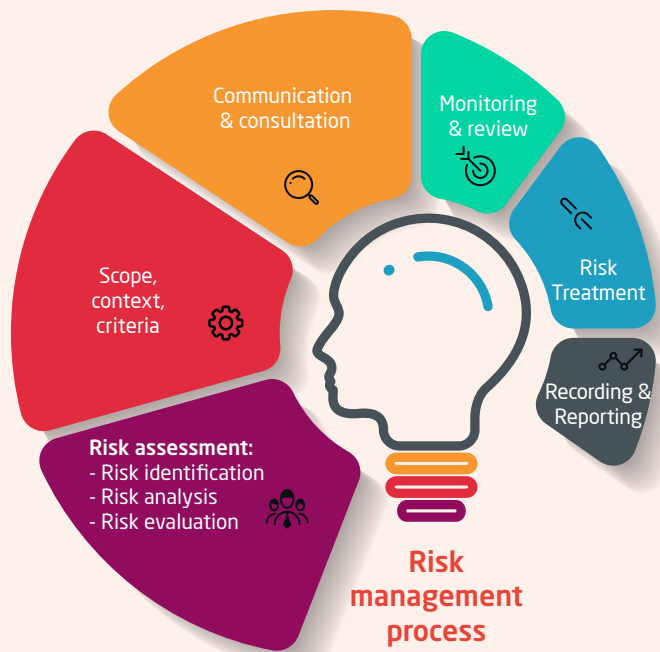 Communication
& consultation
Monitoring
& review
Scope,
context,
criteria
Risk
Treatment
Recording &
Reporting
Risk assessment:
- Risk identification
- Risk analysis
- Risk evaluation
Risk
management
process